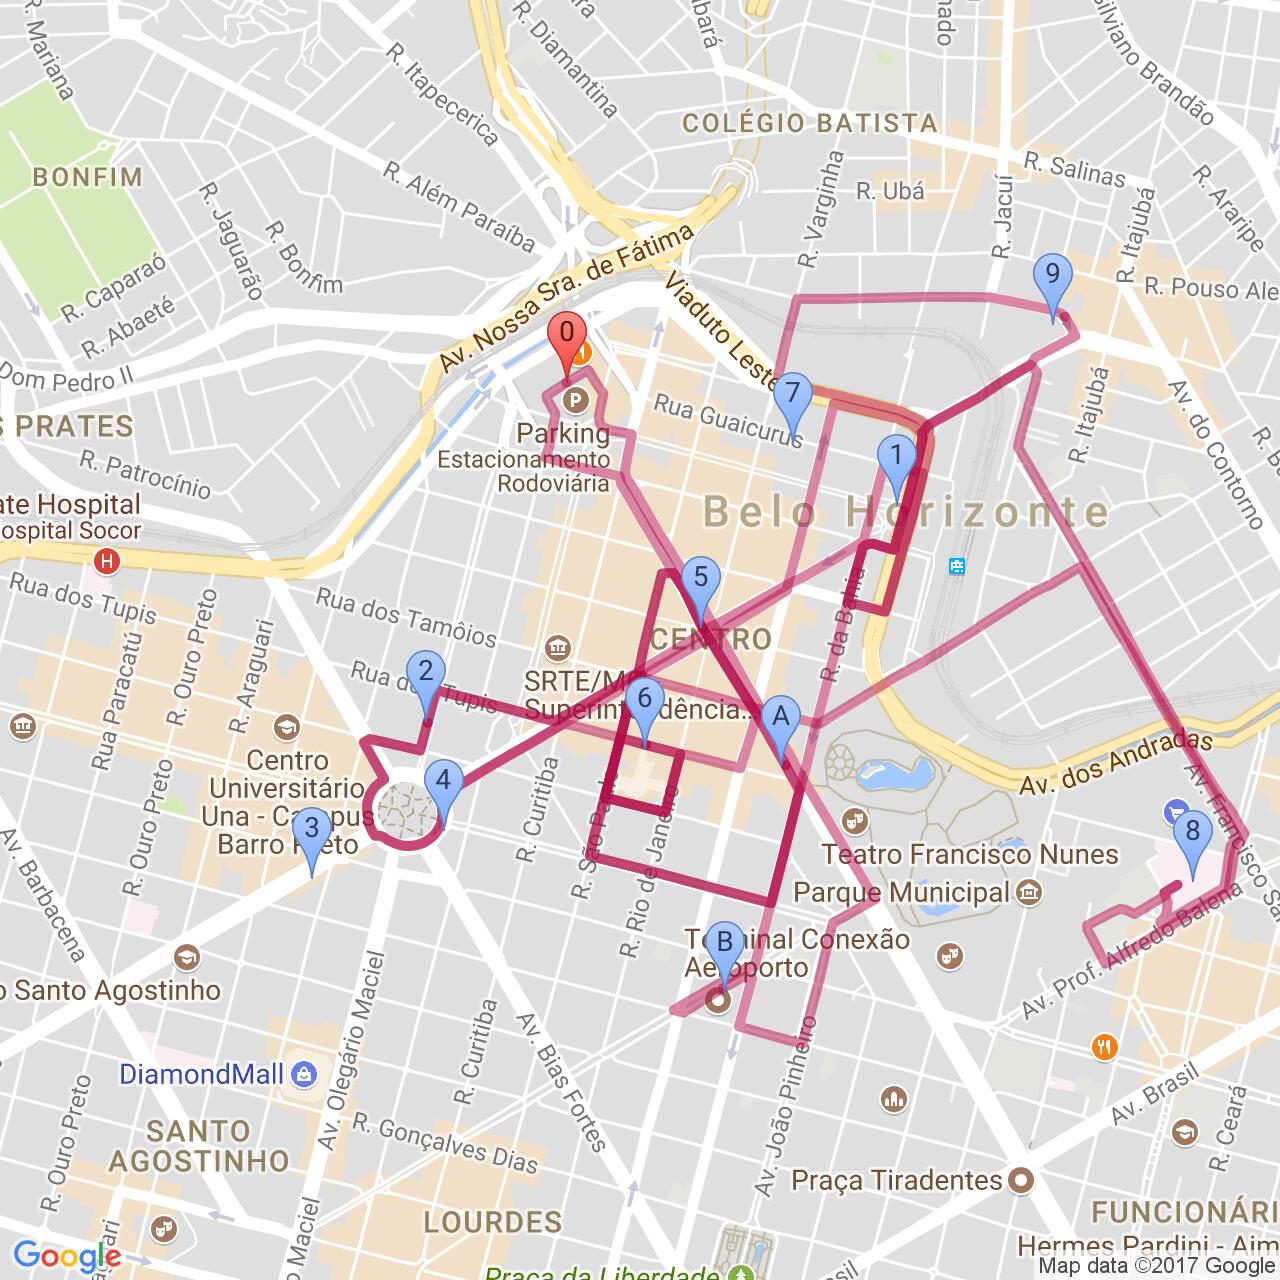 R. Mariana
R. Diamantina
R. Itapecerica
Silviano Brandão
COLÉGIO BATISTA
R. Salinas
BONFIM
R. Além Paraíba
R. Varginha
R. Ubá
R. Jacuí
R. Itajubá
R. Araripe
R. Jaguarão
R. Bonfim
R. Caparaó
R. Abaeté
Av. Nossa Sra. de Fátima
Viaduto Leste
9
R. Pouso Ale
0
Dom Pedro II
7
P
Parking
Estacionamento
Rodoviária
Rua Guaicurus
R. Itajubá
Av. do Contorno
S PRATES
R. Patrocínio
1
ate Hospital
ospital Socor
H
Belo Horizonte
Rua dos Tupis
R. Ouro Preto
Rua dos Tamôios
5
CENTRO
R. da Bahia
Rua Paracatú
R. Araguari
2
Rua dos Tupis
SRTE/M
Superintendência...
6
A
Centro
Universitário
Una - Campus
Barro Preto
4
3
R. Ouro Preto
R. Curitiba
R. São Paulo
R. Rio de Janeiro
Av. dos Andradas
Av. Francisco Sa
8
Teatro Francisco Nunes
Parque Municipal
Av. Prof. Alfredo Balena
Av. Barbacena
B
Terminal Conexão
Aeroporto
o Santo Agostinho
Av. Olegário Maciel
R. Curitiba
Av. Bias Fortes
Av. João Pinheiro
DiamondMall
R. Ouro Preto
R. Gonçalves Dias
Av. Brasil
R. Ceará
SANTO
AGOSTINHO
Praça Tiradentes
LOURDES
FUNCIONÁRI
Hermes Pardini - Aim
Praça da Liberdade
Google
Map data ©2017 Google